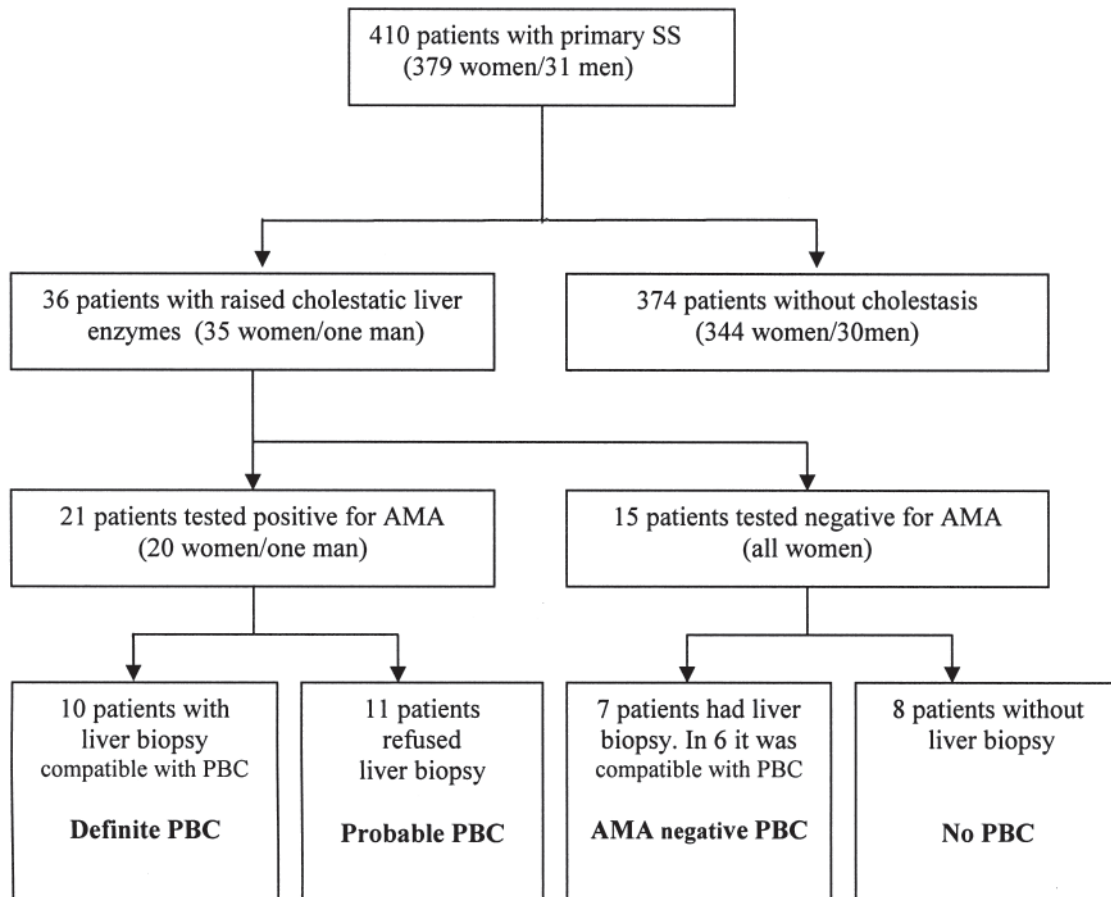 410 patients with primary SS
(379 women/31 men)
36 patients with raised cholestatic liver
enzymes (35 women/one man)
374 patients without cholestasis
(344 women/30men)
21 patients tested positive for AMA
(20 women/one man)
15 patients tested negative for AMA
(all women)
10 patients with
liver biopsy
compatible with PBC
Definite PBC
11 patients
refused
liver biopsy
Probable PBC
7 patients had liver
biopsy. In 6 it was
compatible with PBC
AMA negative PBC
8 patients without
liver biopsy
No PBC